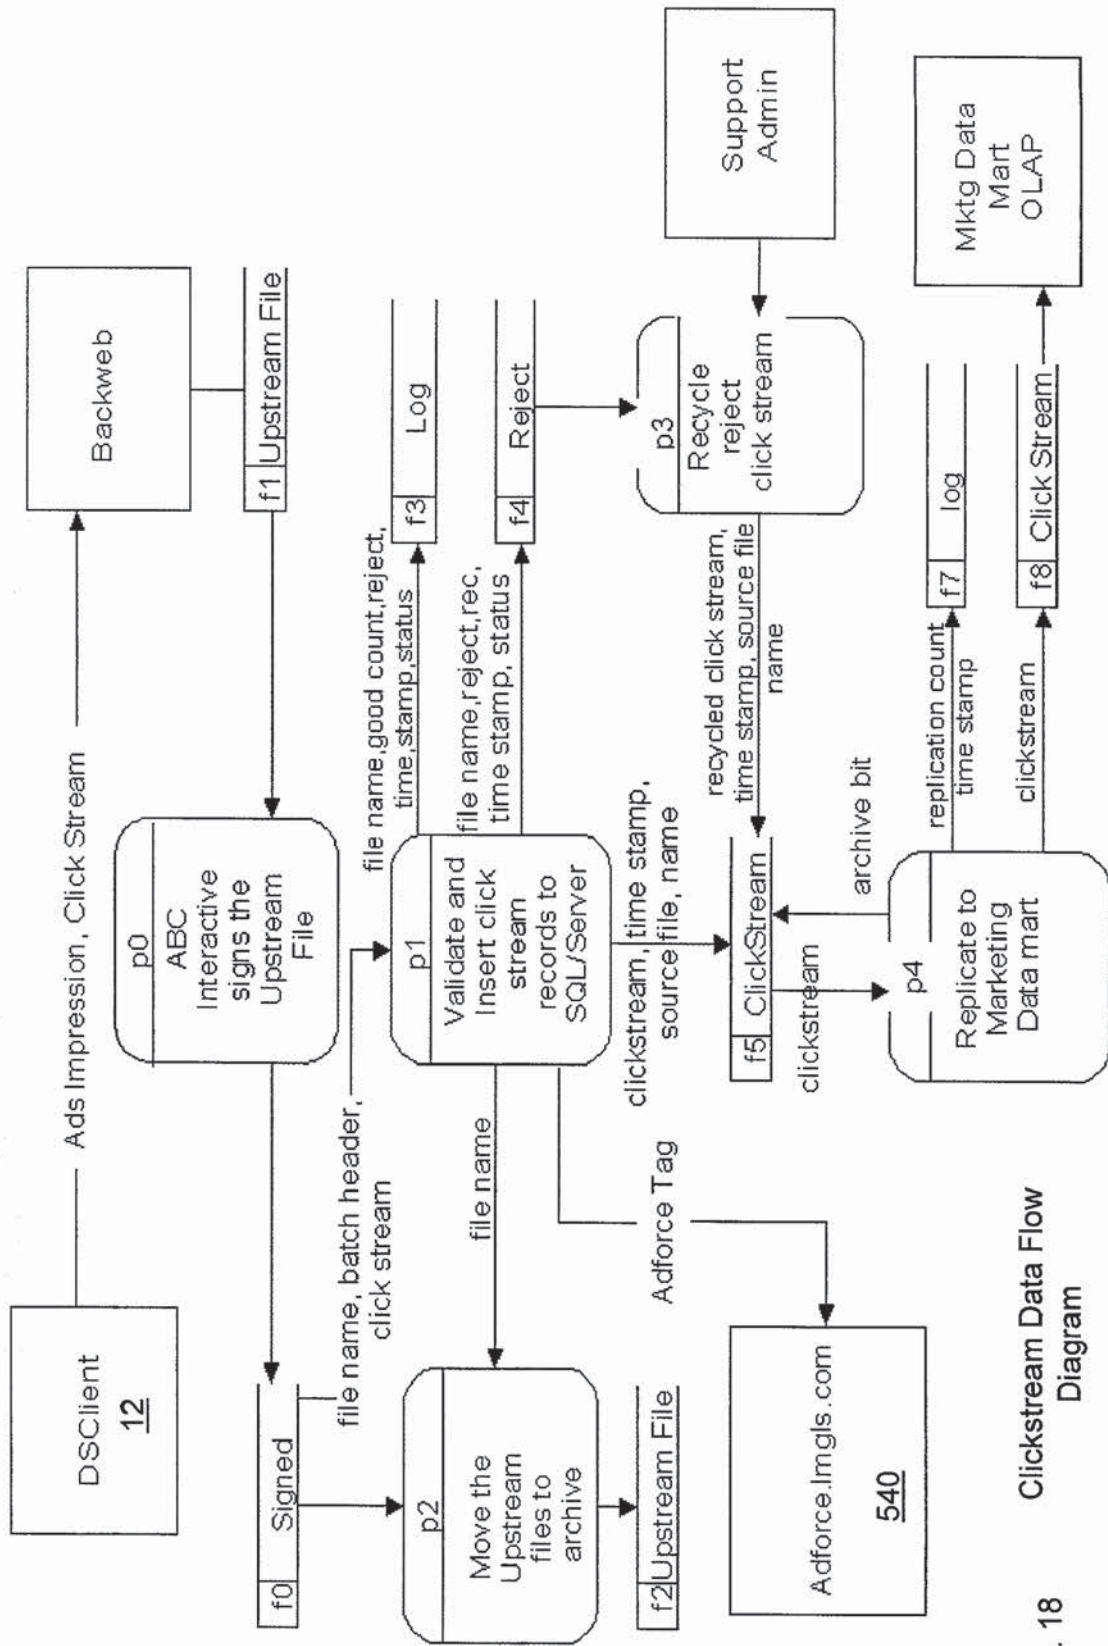 DSClient
12
Ads Impression, Click Stream
Backweb
p0
ABC
Interactive
signs the
Upstream
File
f1 Upstream File
f0 Signed
file name, batch header,
click stream
p1
Validate and
Insert click
stream
records to
SQL/Server
file name,good count,reject,
time,stamp,status
f3 Log
file name,reject,rec,
time stamp, status
f4 Reject
p2
Move the
Upstream
files to
archive
file name
f2 Upstream File
Adforce Tag
Adforce.Imgls.com
540
clickstream, time stamp,
source file, name
p3
Recycle
reject
click stream
Support
Admin
recycled click stream,
time stamp, source file
name
f5 ClickStream
clickstream
archive bit
p4
Replicate to
Marketing
Data mart
replication count
time stamp
f7 log
clickstream
f8 Click Stream
Mktg Data
Mart
OLAP
Clickstream Data Flow
Diagram
. 18